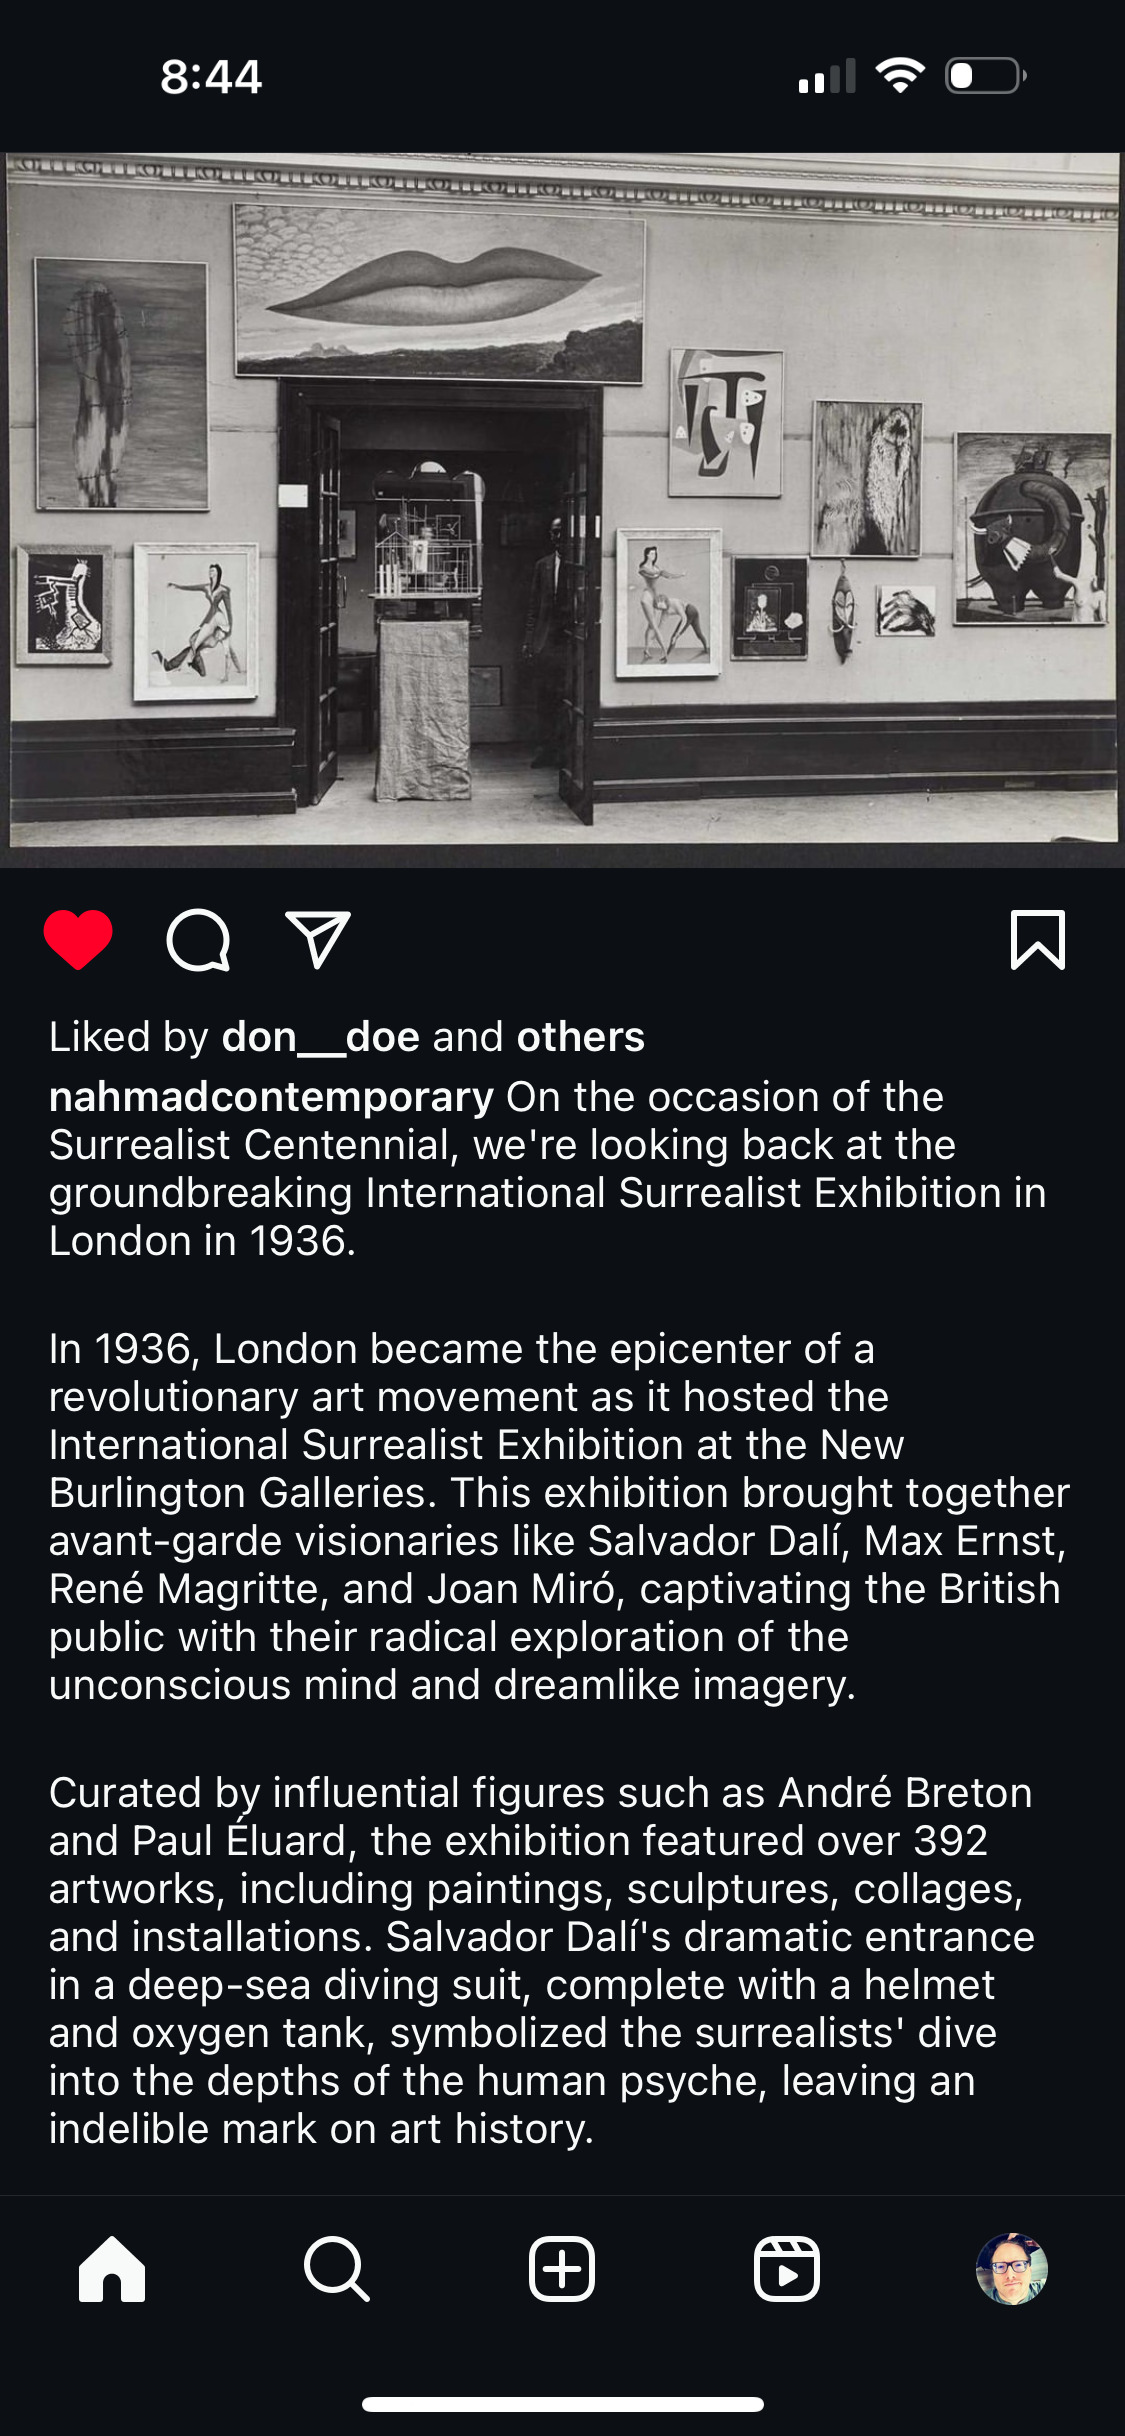 8:44
Liked by don__doe and others
nahmadcontemporary On the occasion of the
Surrealist Centennial, we're looking back at the
groundbreaking International Surrealist Exhibition in
London in 1936.
In 1936, London became the epicenter of a
revolutionary art movement as it hosted the
International Surrealist Exhibition at the New
Burlington Galleries. This exhibition brought together
avant-garde visionaries like Salvador Dalí, Max Ernst,
René Magritte, and Joan Miró, captivating the British
public with their radical exploration of the
unconscious mind and dreamlike imagery.
Curated by influential figures such as André Breton
and Paul Éluard, the exhibition featured over 392
artworks, including paintings, sculptures, collages,
and installations. Salvador Dalí's dramatic entrance
in a deep-sea diving suit, complete with a helmet
and oxygen tank, symbolized the surrealists' dive
into the depths of the human psyche, leaving an
indelible mark on art history.